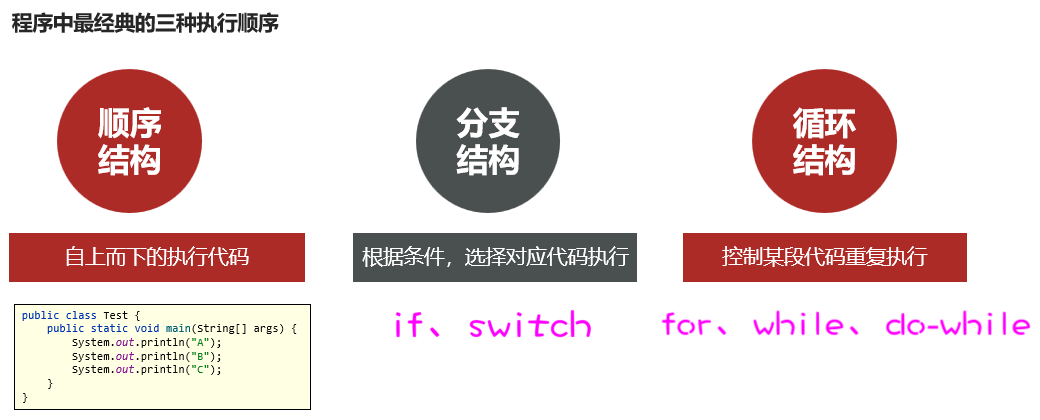 程序中最经典的三种执行顺序
顺序
结构
分支
结构
循环
结构
自上而下的执行代码
根据条件，选择对应代码执行
控制某段代码重复执行
public class Test {
    public static void main(String[] args) {
        System.out.println("A");
        System.out.println("B");
        System.out.println("C");
    }
}
if、switch
for、while、do-while